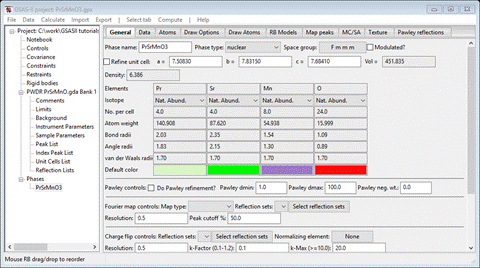 GSAS-II project: PrSrMnO3.gpx
File Data Calculate Import Export | Select tab Compute | Help
Project: C:\work\GSASII tutorials
Notebook
Controls
Covariance
Constraints
Restraints
Rigid bodies
PWDR PrSrMnO.gda Bank 1
Comments
Limits
Background
Instrument Parameters
Sample Parameters
Peak List
Index Peak List
Unit Cells List
Reflection Lists
Phases
PrSrMnO3
General Data Atoms Draw Options Draw Atoms RB Models Map peaks MC/SA Texture Pawley reflections
Phase name: PrSrMnO3 Phase type: nuclear Space group: F m m m Modulated?
Refine unit cell: a = 7.50830 b = 7.83150 c = 7.68410 Vol = 451.835
Density: 6.386
Elements Pr Sr Mn O
Isotope Nat. Abund. Nat. Abund. Nat. Abund. Nat. Abund.
No. per cell 4.0 4.0 8.0 24.0
Atom weight 140.908 87.620 54.938 15.999
Bond radii 2.03 2.35 1.54 1.09
Angle radii 1.83 2.15 1.30 0.89
van der Waals radii 1.70 1.70 1.70 1.70
Default color
Pawley controls: Do Pawley refinement? Pawley dmin: 1.0 Pawley dmax: 100.0 Pawley neg. wt.: 0.0
Fourier map controls: Map type: Reflection sets: Select reflection sets
Resolution: 0.5 Peak cutoff %: 50.0
Charge flip controls: Reflection sets: Select reflection sets Normalizing element: None
Resolution: 0.5 k-Factor (0.1-1.2): 0.1 k-Max (>=10.0): 20.0
Mouse RB drag/drop to reorder